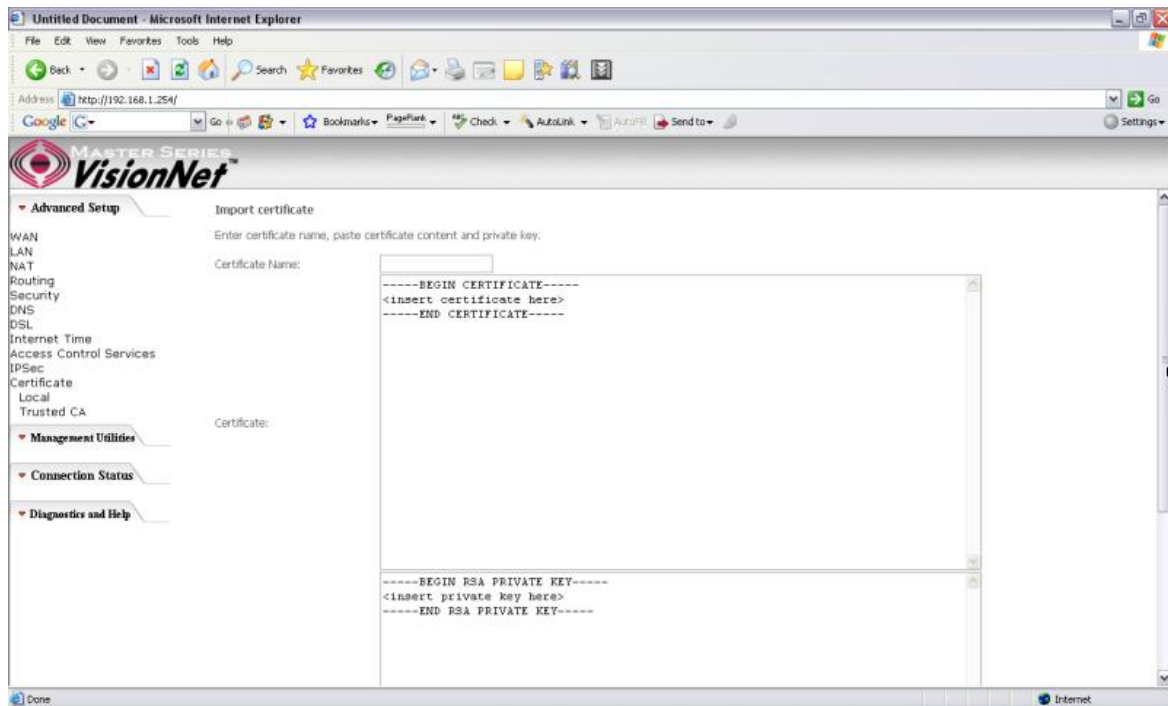 Untitled Document - Microsoft Internet Explorer
File Edit View Favorites Tools Help
Back Search Favorites
Address http://192.168.1.254/ Go
Google G Go Bookmarks PageRank Check AutoLink AutoFill Send to Settings
MASTER SERIES
VisionNet™
Advanced Setup
WAN
LAN
NAT
Routing
Security
DNS
DSL
Internet Time
Access Control Services
IPSec
Certificate
Local
Trusted CA
Management Utilities
Connection Status
Diagnostics and Help
Import certificate
Enter certificate name, paste certificate content and private key.
Certificate Name:
Certificate:
-----BEGIN CERTIFICATE-----
<insert certificate here>
-----END CERTIFICATE-----
-----BEGIN RSA PRIVATE KEY-----
<insert private key here>
-----END RSA PRIVATE KEY-----
Done Internet